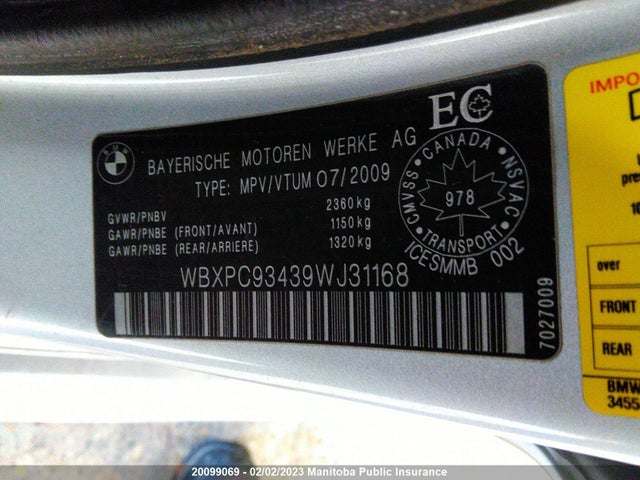 BMW
BAYERISCHE MOTOREN WERKE AG
EC
TYPE: MPV/VTUM 07/2009
GVWR/PNBV 2360 kg
GAWR/PNBE (FRONT/AVANT) 1150 kg
GAWR/PNBE (REAR/ARRIERE) 1320 kg
CMVSS · CANADA · NSVAC · TRANSPORT
978
ICESMMB 002
WBXPC93439WJ31168
7027009
IMPO
over
FRONT
REAR
BMW
3455
20099069 - 02/02/2023 Manitoba Public Insurance